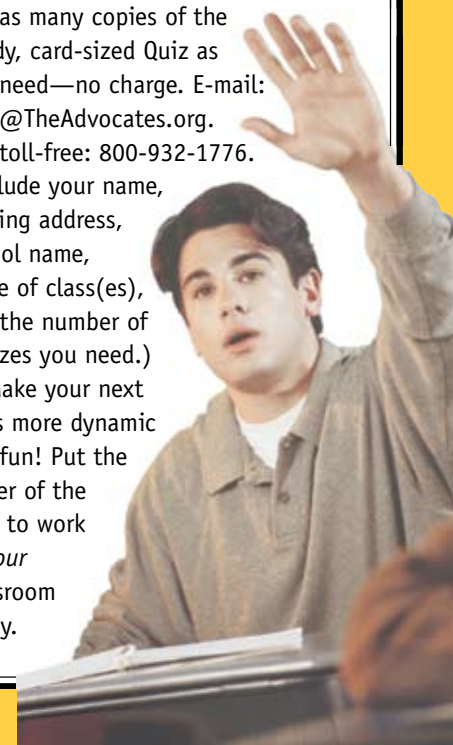 as many copies of the
dy, card-sized Quiz as
need—no charge. E-mail:
@TheAdvocates.org.
toll-free: 800-932-1776.
lude your name,
ing address,
ol name,
e of class(es),
the number of
zes you need.)
ake your next
s more dynamic
fun! Put the
er of the
to work
our
sroom
y.